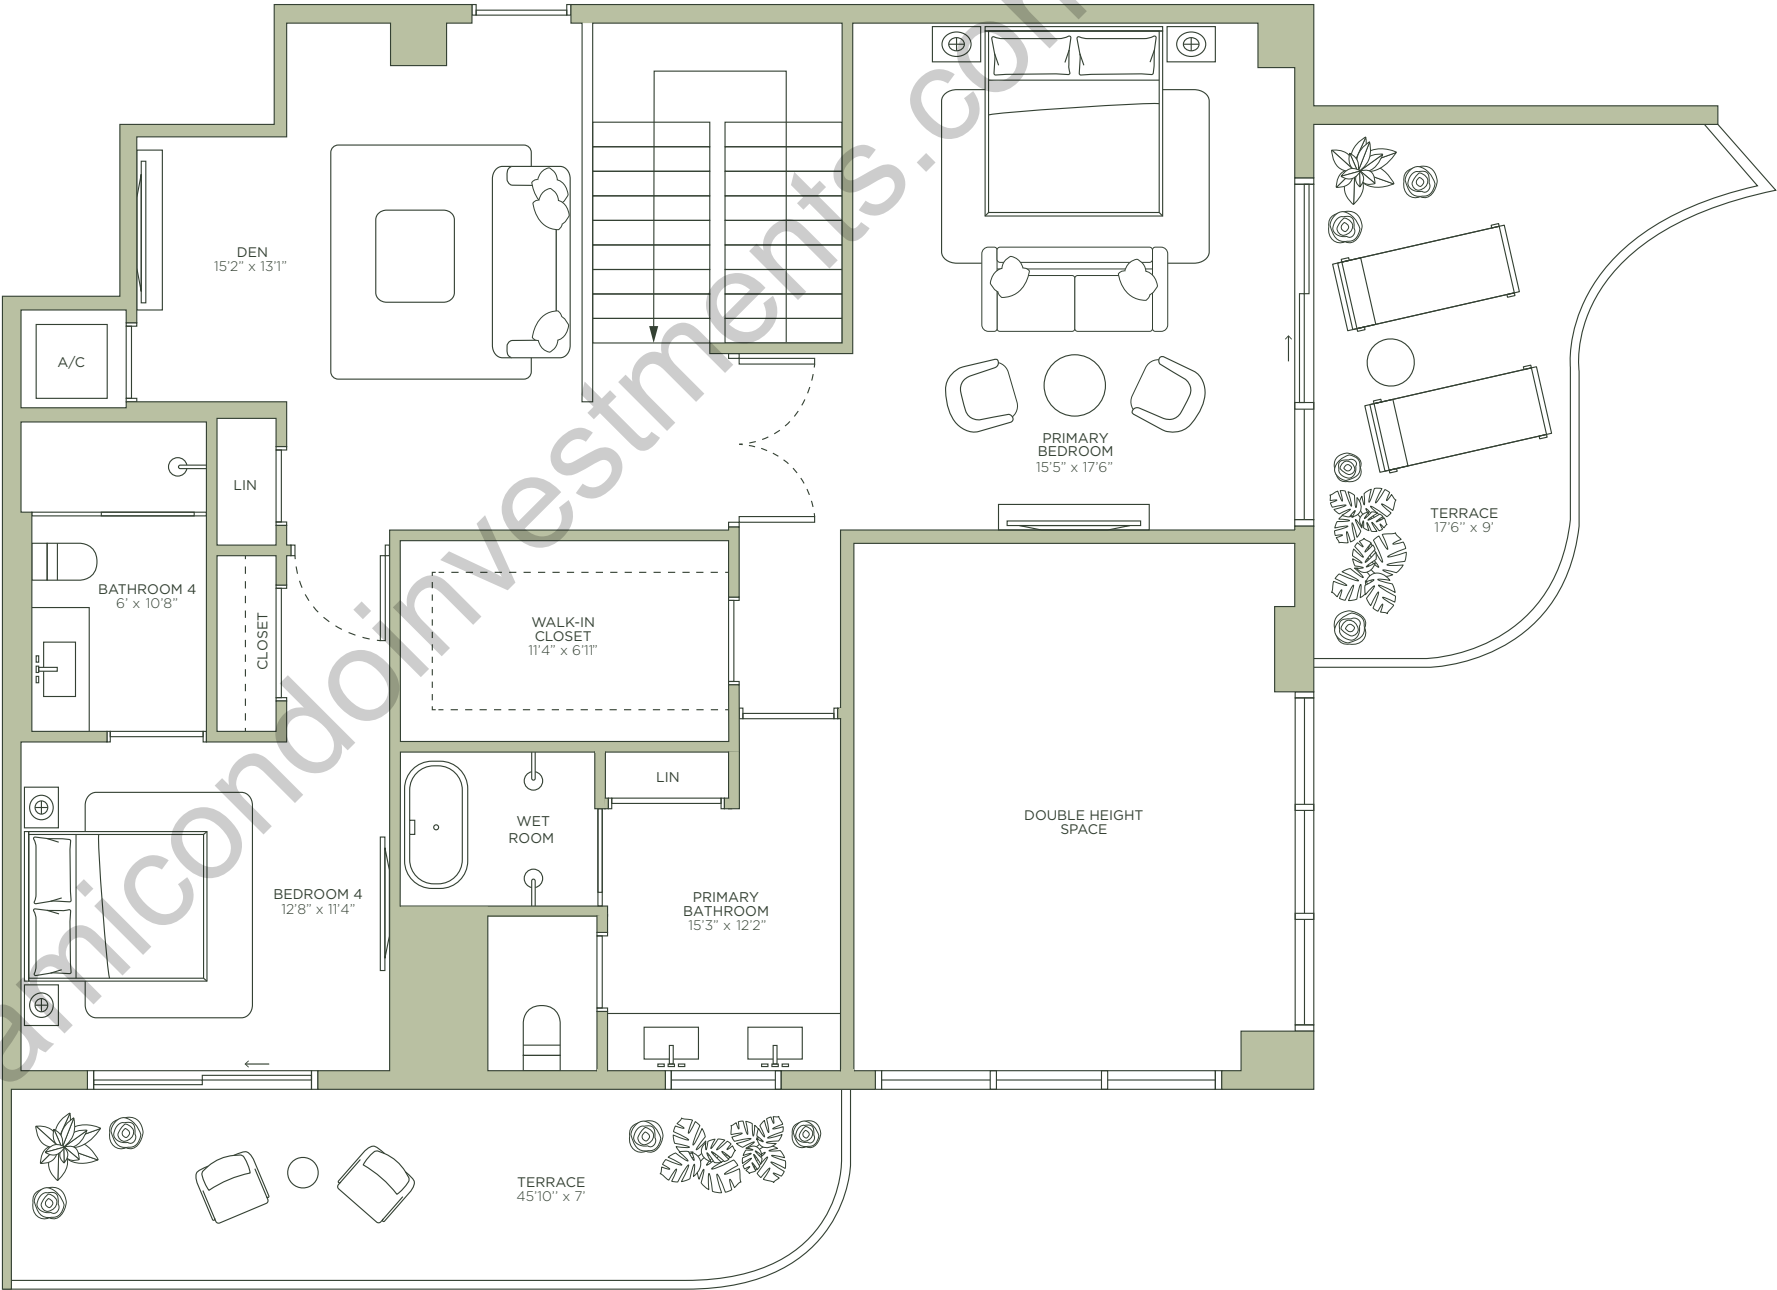 DEN
15'2" x 13'1"
A/C
LIN
BATHROOM 4
6' x 10'8"
CLOSET
WALK-IN
CLOSET
11'4" x 6'11"
PRIMARY
BEDROOM
15'5" x 17'6"
TERRACE
17'6'' x 9'
LIN
WET
ROOM
BEDROOM 4
12'8" x 11'4"
PRIMARY
BATHROOM
15'3" x 12'2"
DOUBLE HEIGHT
SPACE
TERRACE
45'10'' x 7'
amicondoinvestments.com